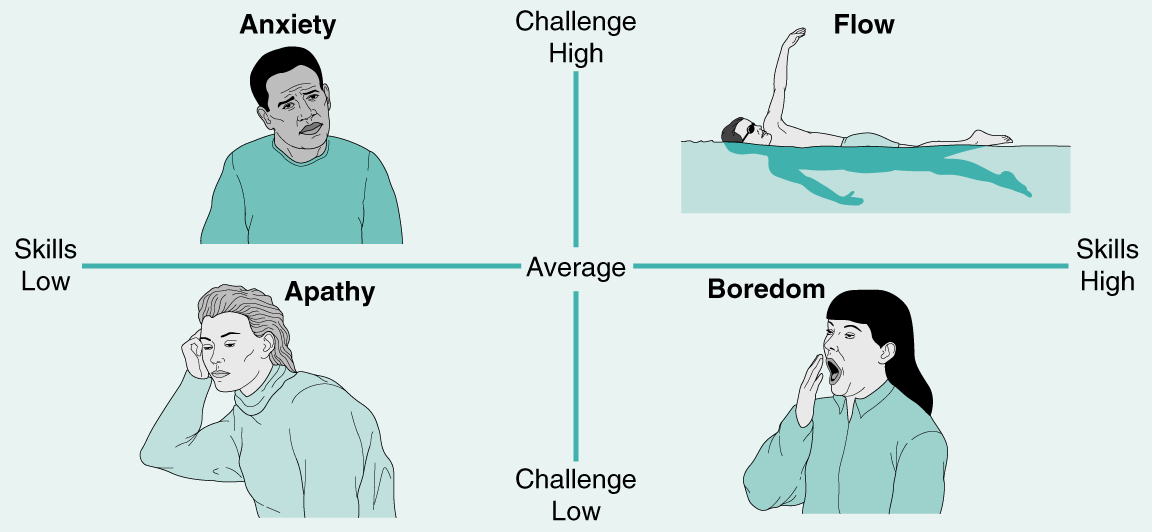 Anxiety
Challenge
High
Flow
Skills
Low
Average
Skills
High
Apathy
Boredom
Challenge
Low